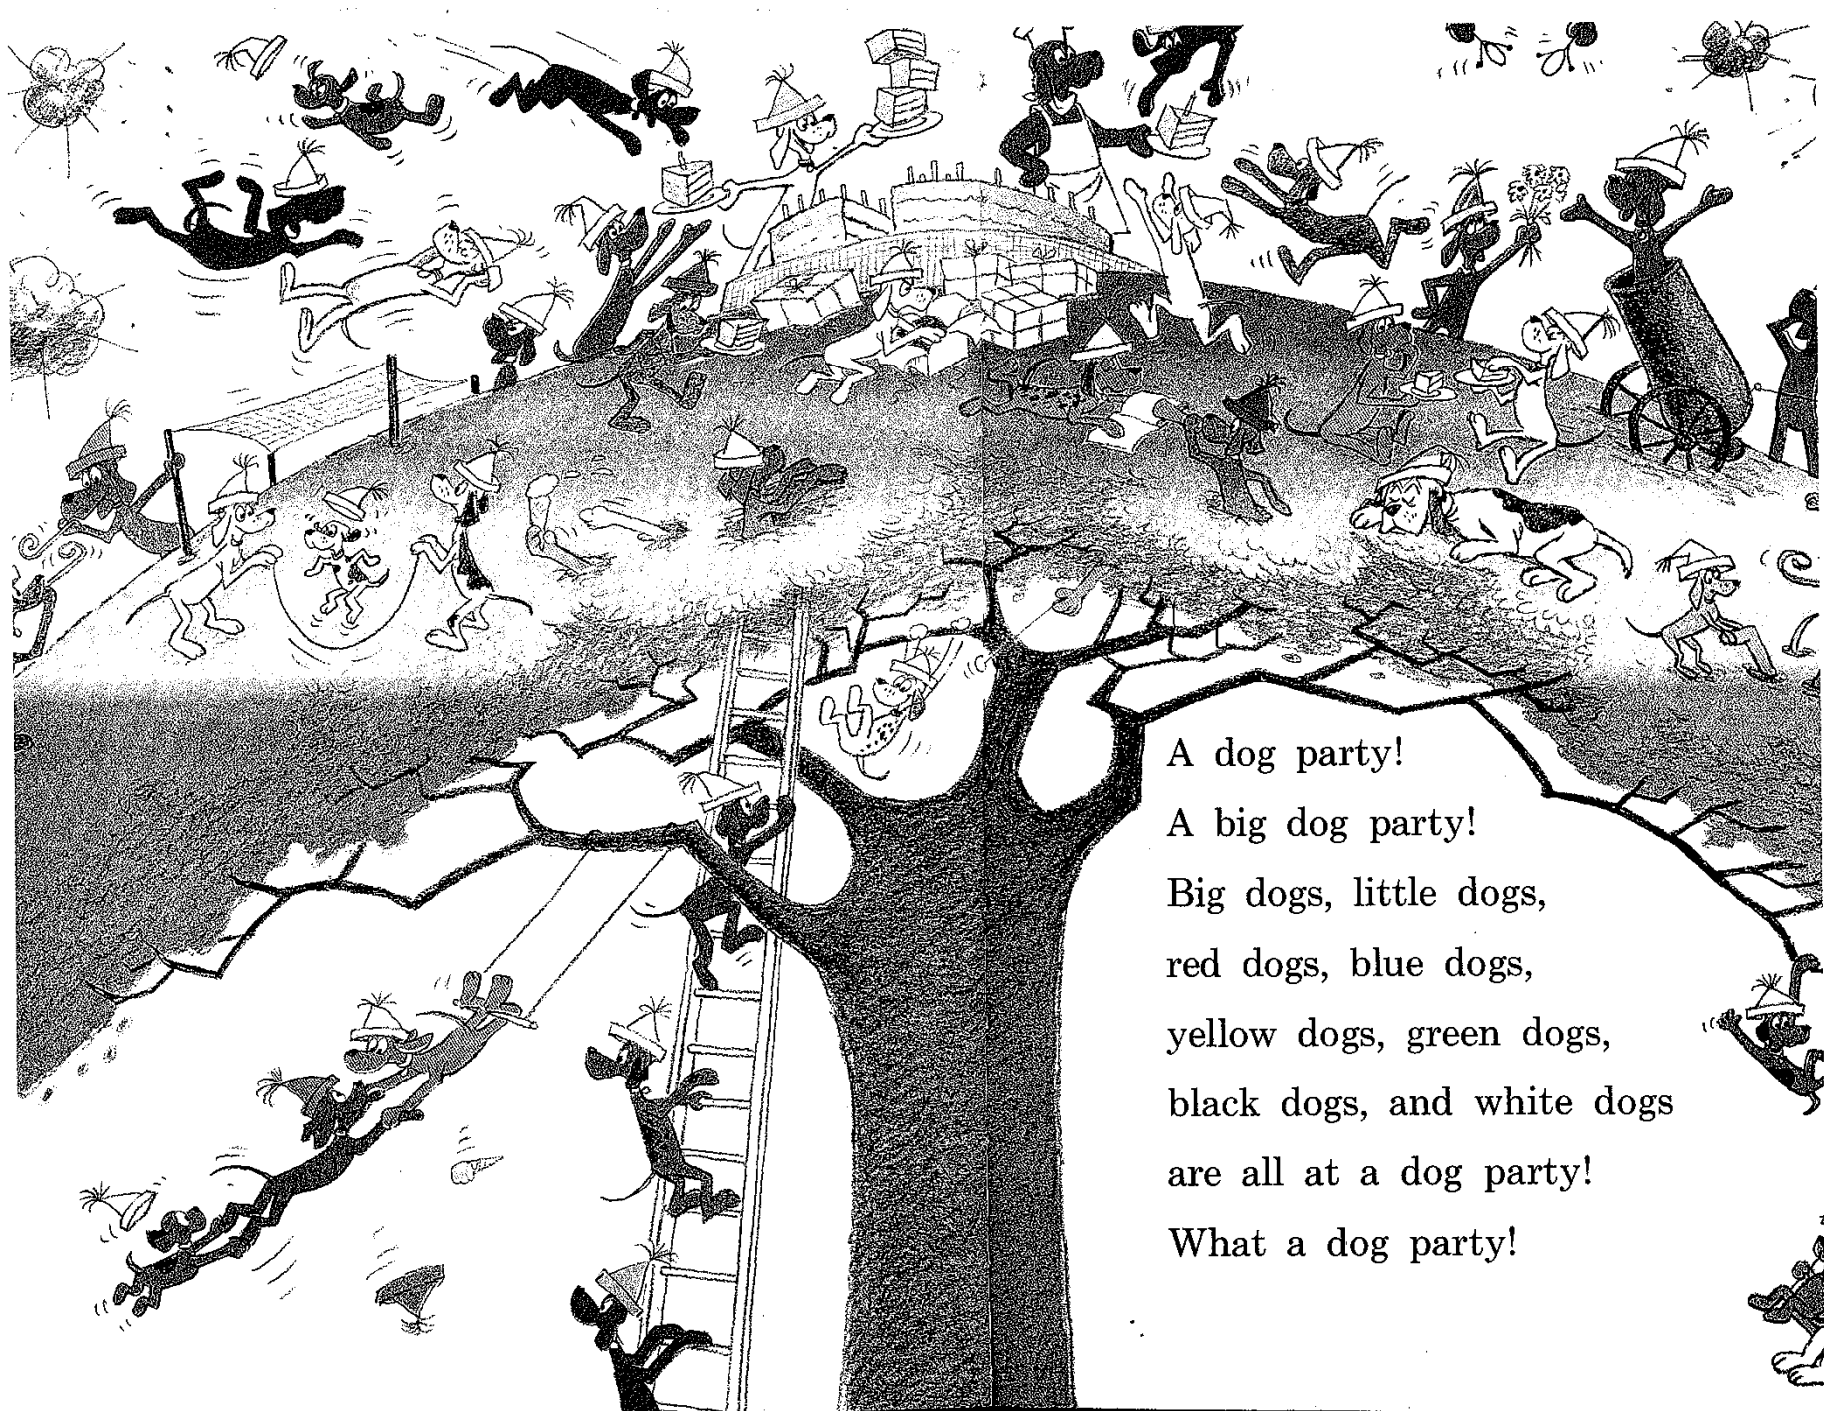 A dog party!
A big dog party!
Big dogs, little dogs,
red dogs, blue dogs,
yellow dogs, green dogs,
black dogs, and white dogs
are all at a dog party!
What a dog party!